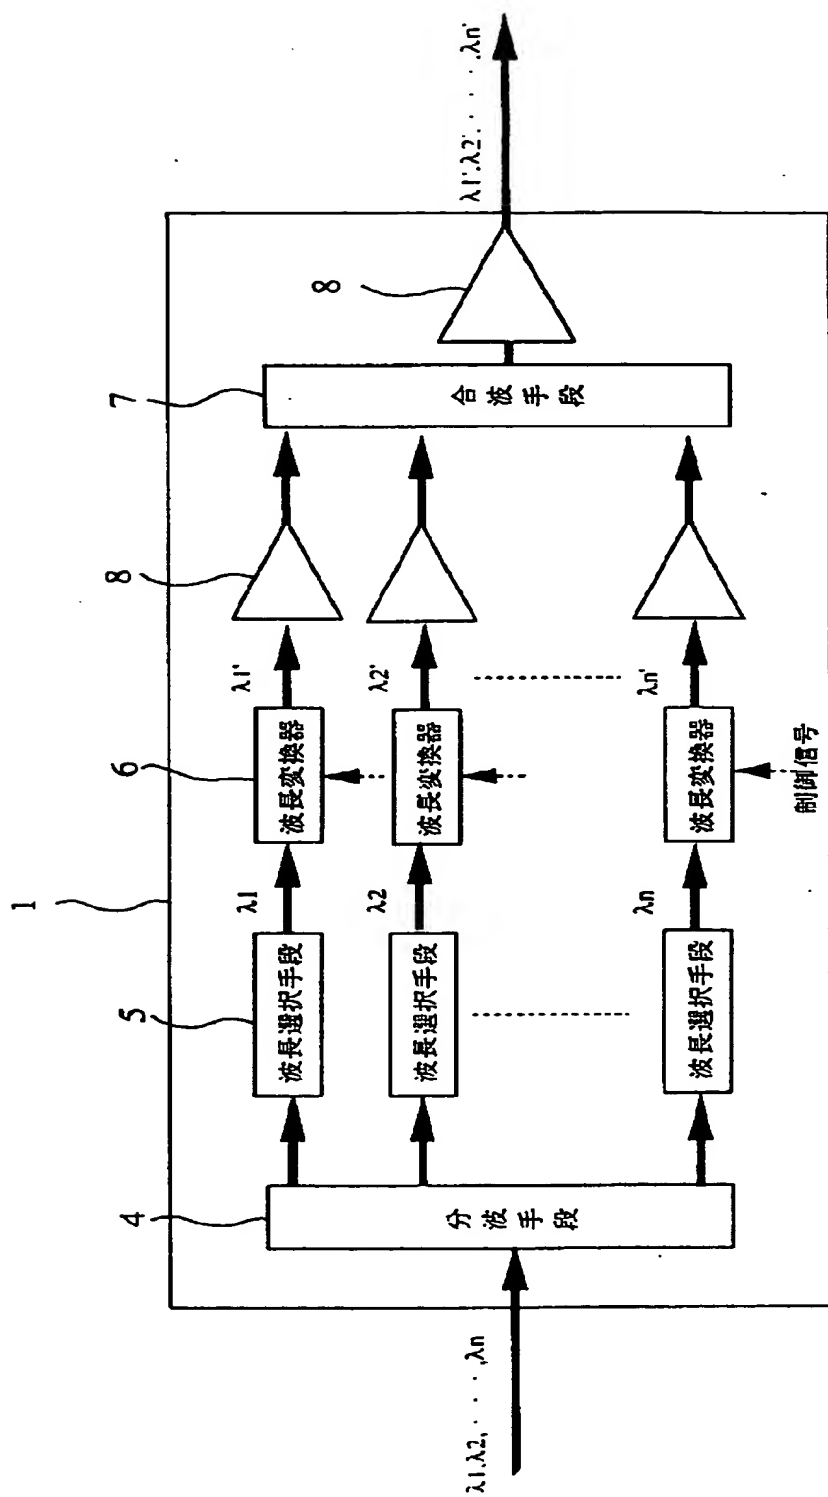 1
λ1.λ2, · · · ,λn
4
分波手段
5
波長選択手段
λ1
6
波長変換器
λ1'
8
波長選択手段
λ2
波長変換器
λ2'
波長選択手段
λn
波長変換器
λn'
制御信号
7
合波手段
8
λ1'.λ2'. · · · .λn'